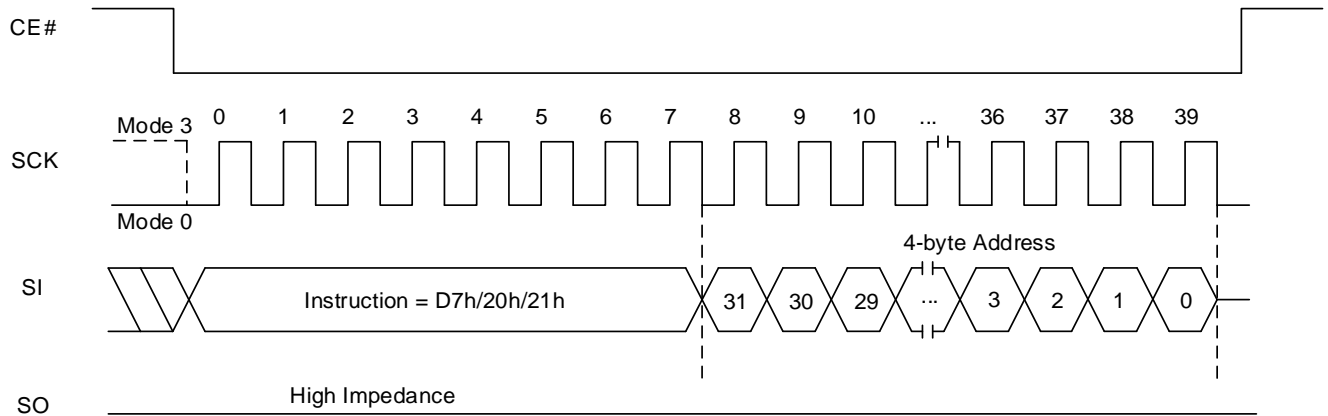 CE#
0 1 2 3 4 5 6 7 8 9 10 ... 36 37 38 39
Mode 3
SCK
Mode 0
4-byte Address
SI
Instruction = D7h/20h/21h 31 30 29 ... 3 2 1 0
High Impedance
SO